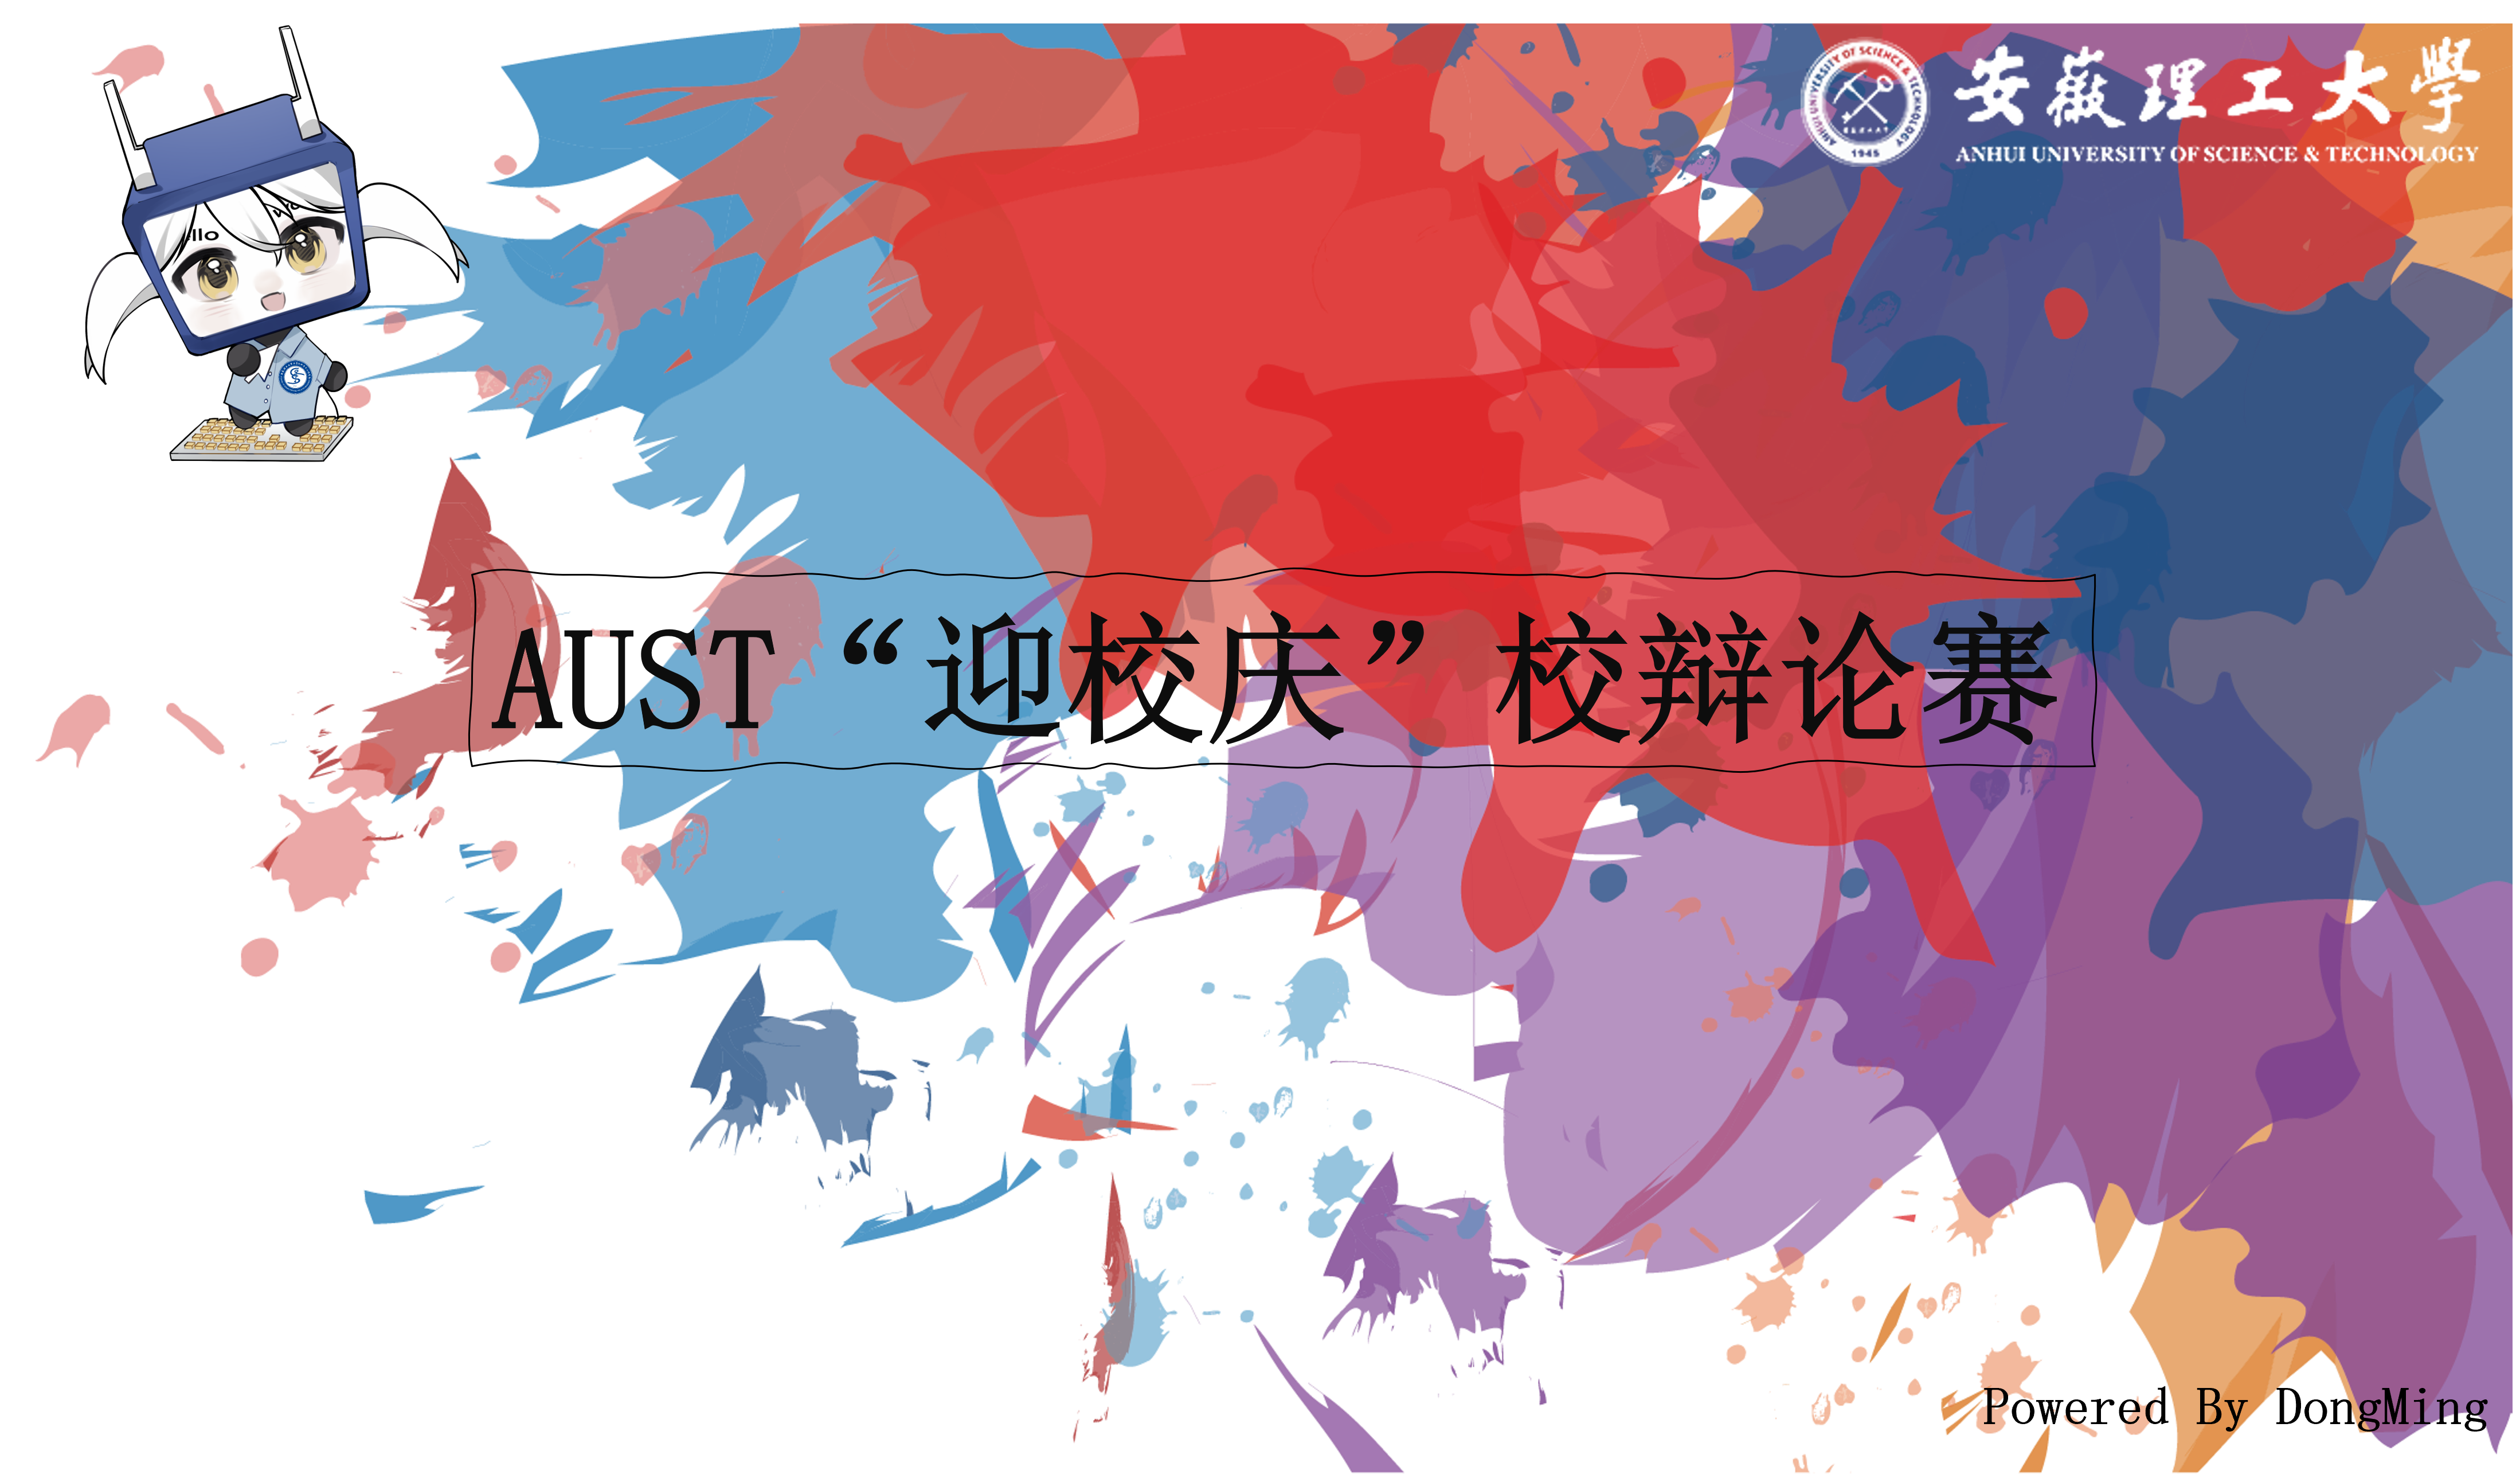 安徽理工大學
ANHUI UNIVERSITY OF SCIENCE & TECHNOLOGY
ANHUI UNIVERSITY OF SCIENCE & TECHNOLOGY
1945
llo
AUST“迎校庆”校辩论赛
Powered By DongMing